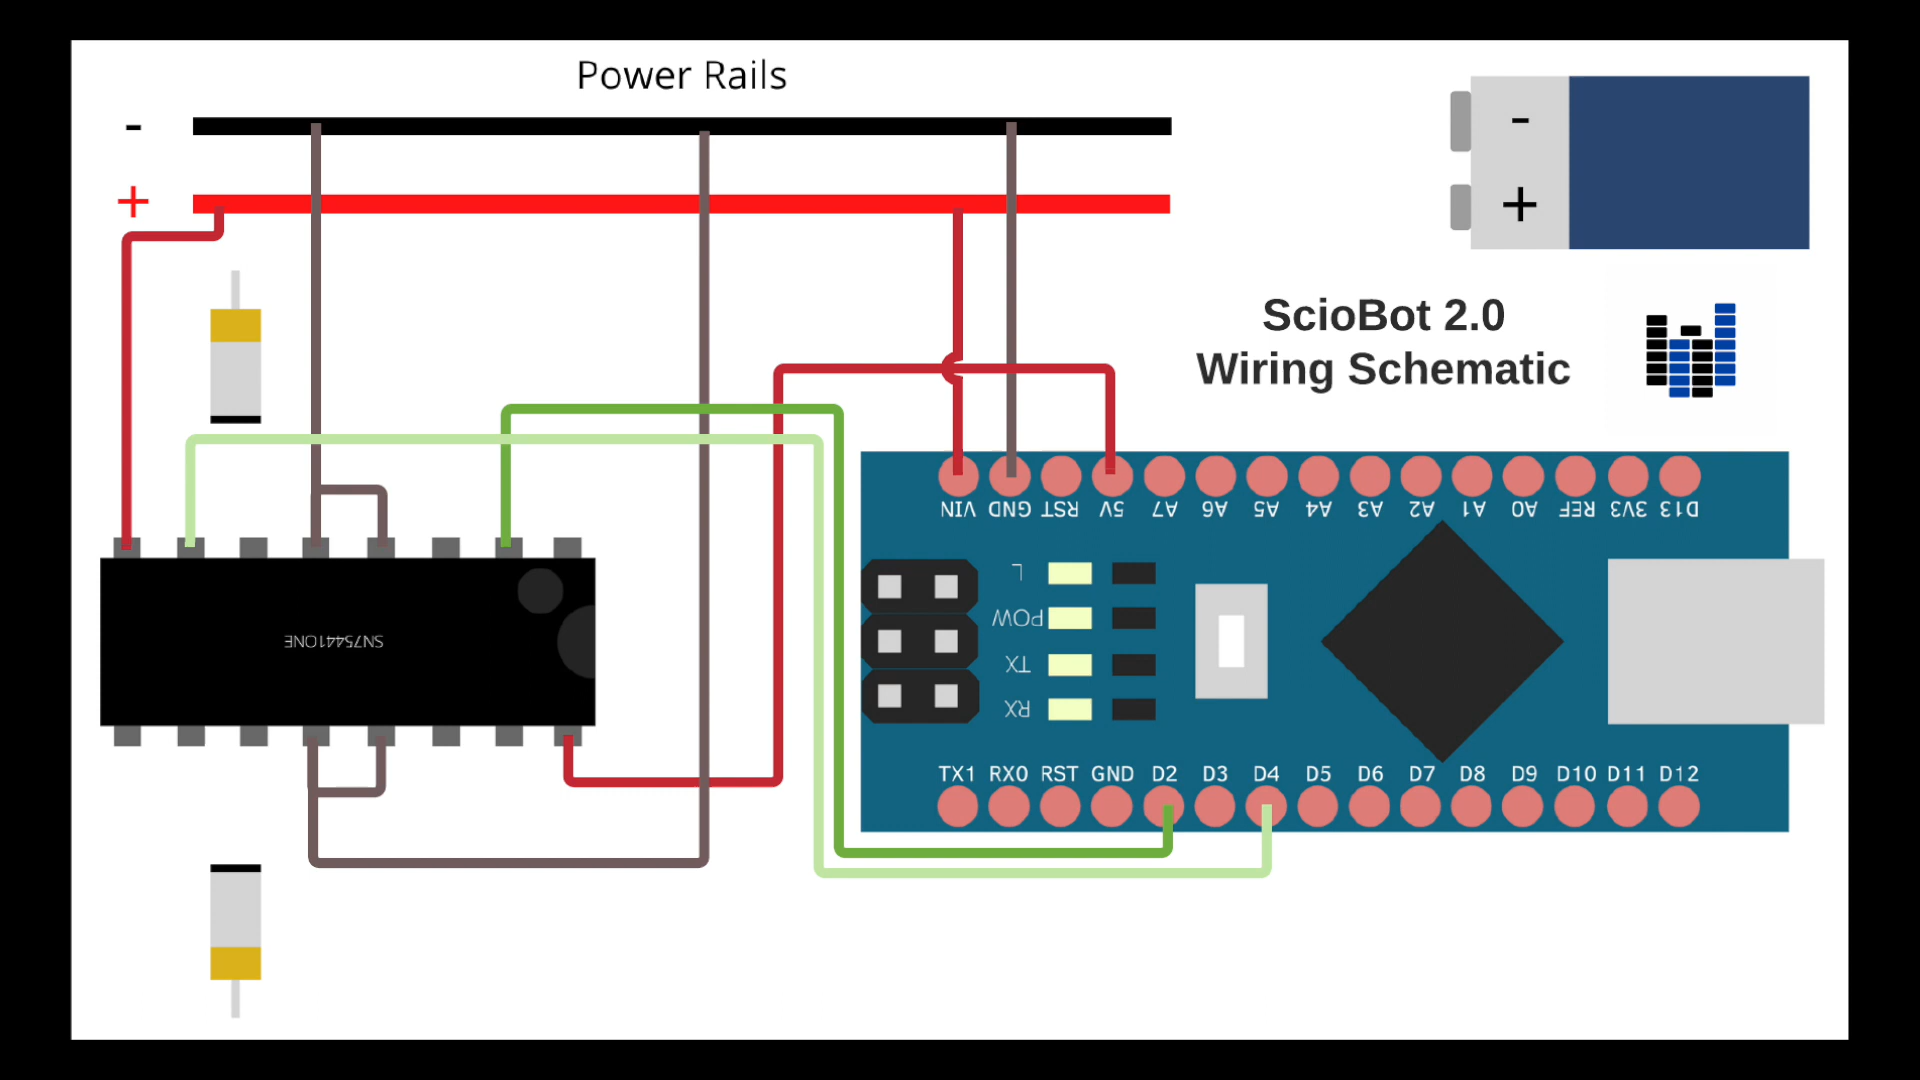 Power Rails
-
+
-
+
ScioBot 2.0
Wiring Schematic
VIN GND RST 5V A7 A6 A5 A4 A3 A2 A1 A0 REF 3V3 D13
L
POW
TX
RX
SN754410NE
TX1 RX0 RST GND D2 D3 D4 D5 D6 D7 D8 D9 D10 D11 D12